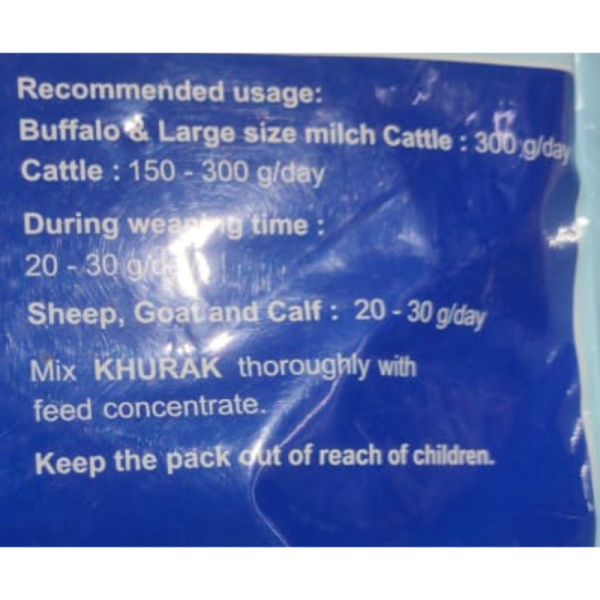 Recommended usage:
Buffalo & Large size milch Cattle : 300 g/day
Cattle : 150 - 300 g/day
During weaning time :
20 - 30 g/day
Sheep, Goat and Calf : 20 - 30 g/day
Mix KHURAK thoroughly with
feed concentrate.
Keep the pack out of reach of children.